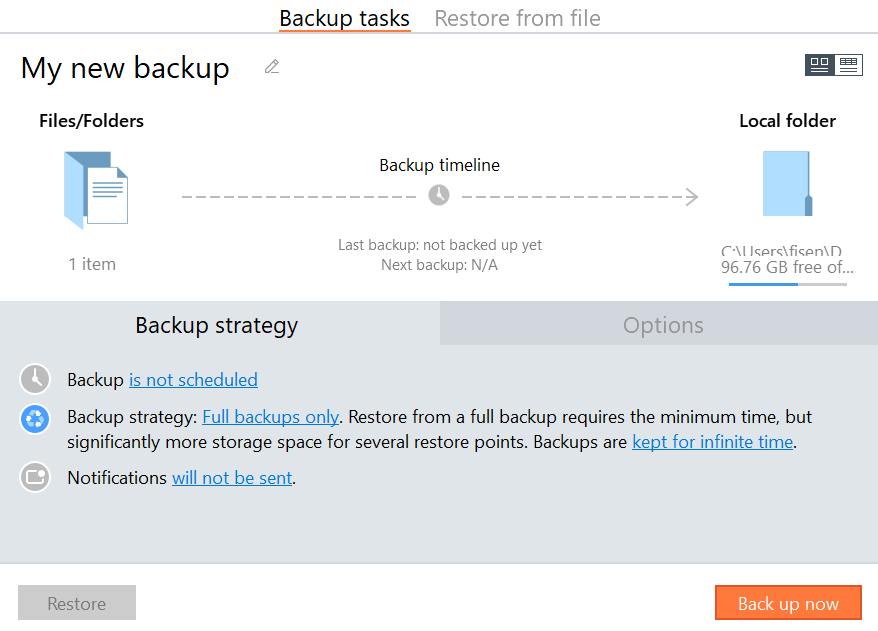 Backup tasks Restore from file
My new backup
Files/Folders
Local folder
Backup timeline
Last backup: not backed up yet
Next backup: N/A
1 item
C:\Users\fisen\D
96.76 GB free of...
Backup strategy
Options
Backup is not scheduled
Backup strategy: Full backups only. Restore from a full backup requires the minimum time, but
significantly more storage space for several restore points. Backups are kept for infinite time.
Notifications will not be sent.
Restore
Back up now